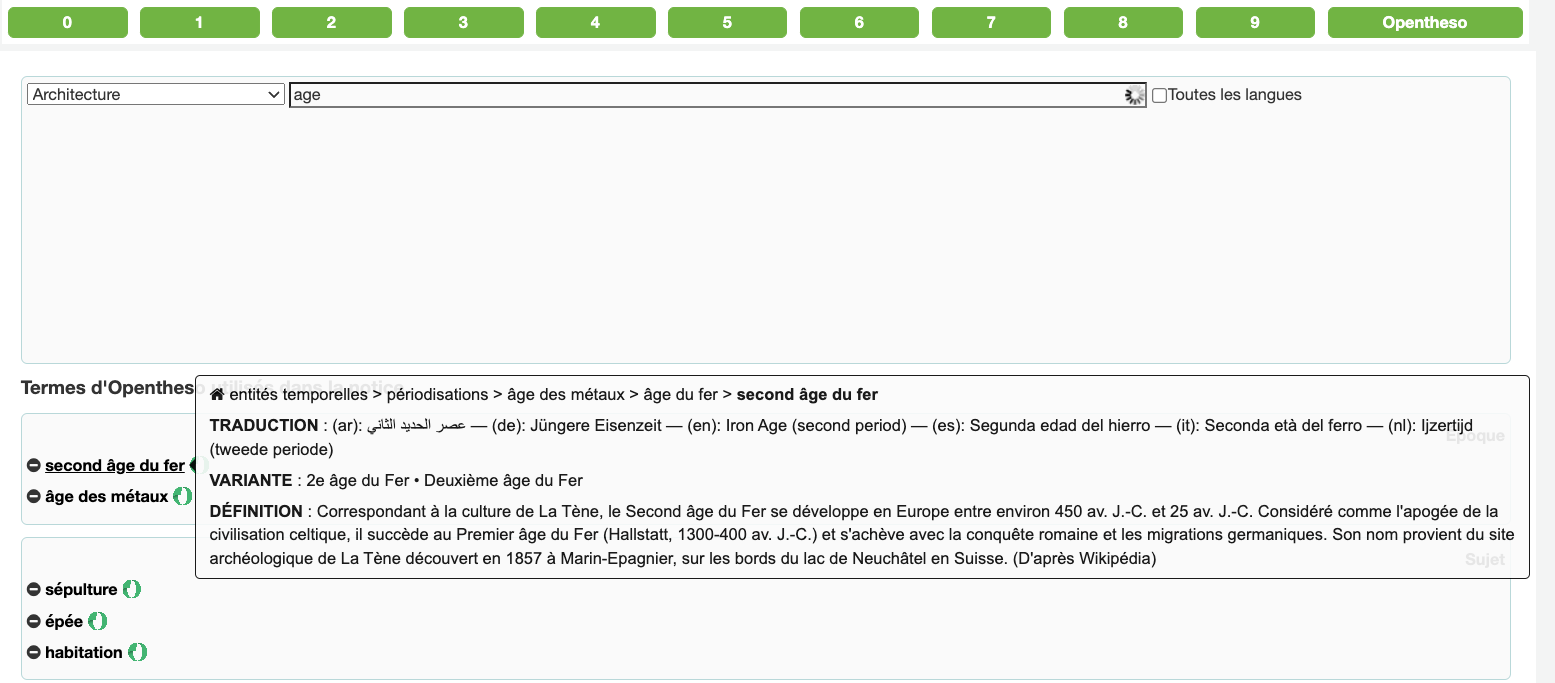 0 1 2 3 4 5 6 7 8 9 Opentheso
Architecture age Toutes les langues
Termes d'Opentheso utilisés dans la notice
entités temporelles > périodisations > âge des métaux > âge du fer > second âge du fer
TRADUCTION : (ar): عصر الحديد الثاني — (de): Jüngere Eisenzeit — (en): Iron Age (second period) — (es): Segunda edad del hierro — (it): Seconda età del ferro — (nl): Ijzertijd
(tweede periode)
VARIANTE : 2e âge du Fer • Deuxième âge du Fer
DÉFINITION : Correspondant à la culture de La Tène, le Second âge du Fer se développe en Europe entre environ 450 av. J.-C. et 25 av. J.-C. Considéré comme l'apogée de la
civilisation celtique, il succède au Premier âge du Fer (Hallstatt, 1300-400 av. J.-C.) et s'achève avec la conquête romaine et les migrations germaniques. Son nom provient du site
archéologique de La Tène découvert en 1857 à Marin-Epagnier, sur les bords du lac de Neuchâtel en Suisse. (D'après Wikipédia)
Epoque
second âge du fer
âge des métaux
Sujet
sépulture
épée
habitation